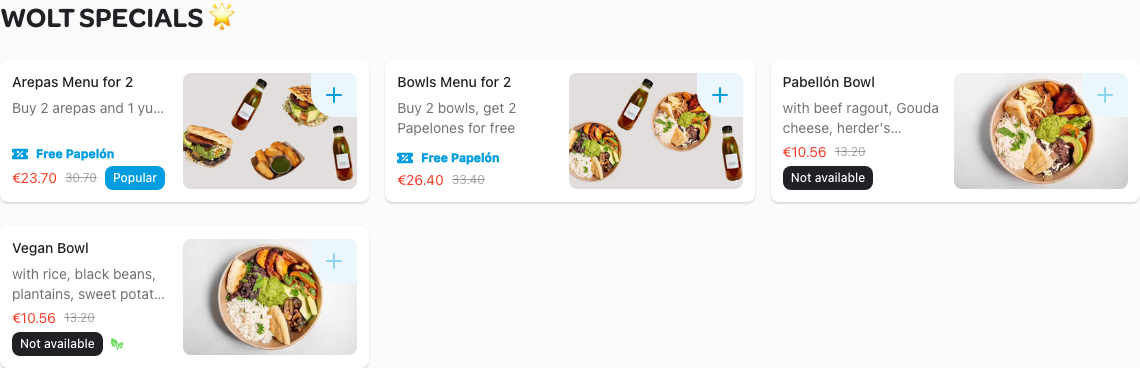 WOLT SPECIALS 🌟
Arepas Menu for 2
Buy 2 arepas and 1 yu...
Free Papelón
€23.70 30.70 Popular
Bowls Menu for 2
Buy 2 bowls, get 2
Papelones for free
Free Papelón
€26.40 33.40
Pabellón Bowl
with beef ragout, Gouda
cheese, herder's...
€10.56 13.20
Not available
Vegan Bowl
with rice, black beans,
plantains, sweet potat...
€10.56 13.20
Not available